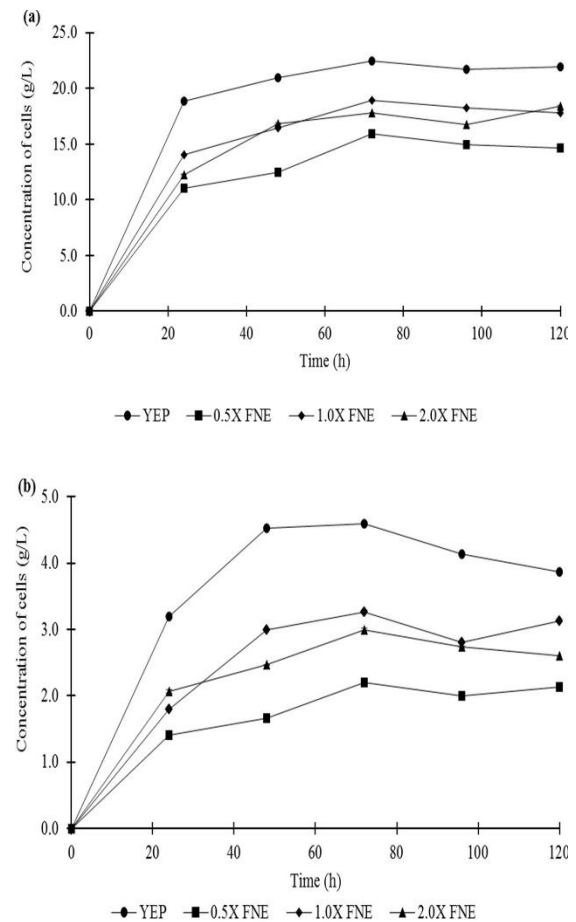 (a)
25.0
20.0
15.0
10.0
5.0
0.0
Concentration of cells (g/L)
0 20 40 60 80 100 120
Time (h)
YEP 0.5X FNE 1.0X FNE 2.0X FNE
(b)
5.0
4.0
3.0
2.0
1.0
0.0
Concentration of cells (g/L)
0 20 40 60 80 100 120
Time (h)
YEP 0.5X FNE 1.0X FNE 2.0X FNE